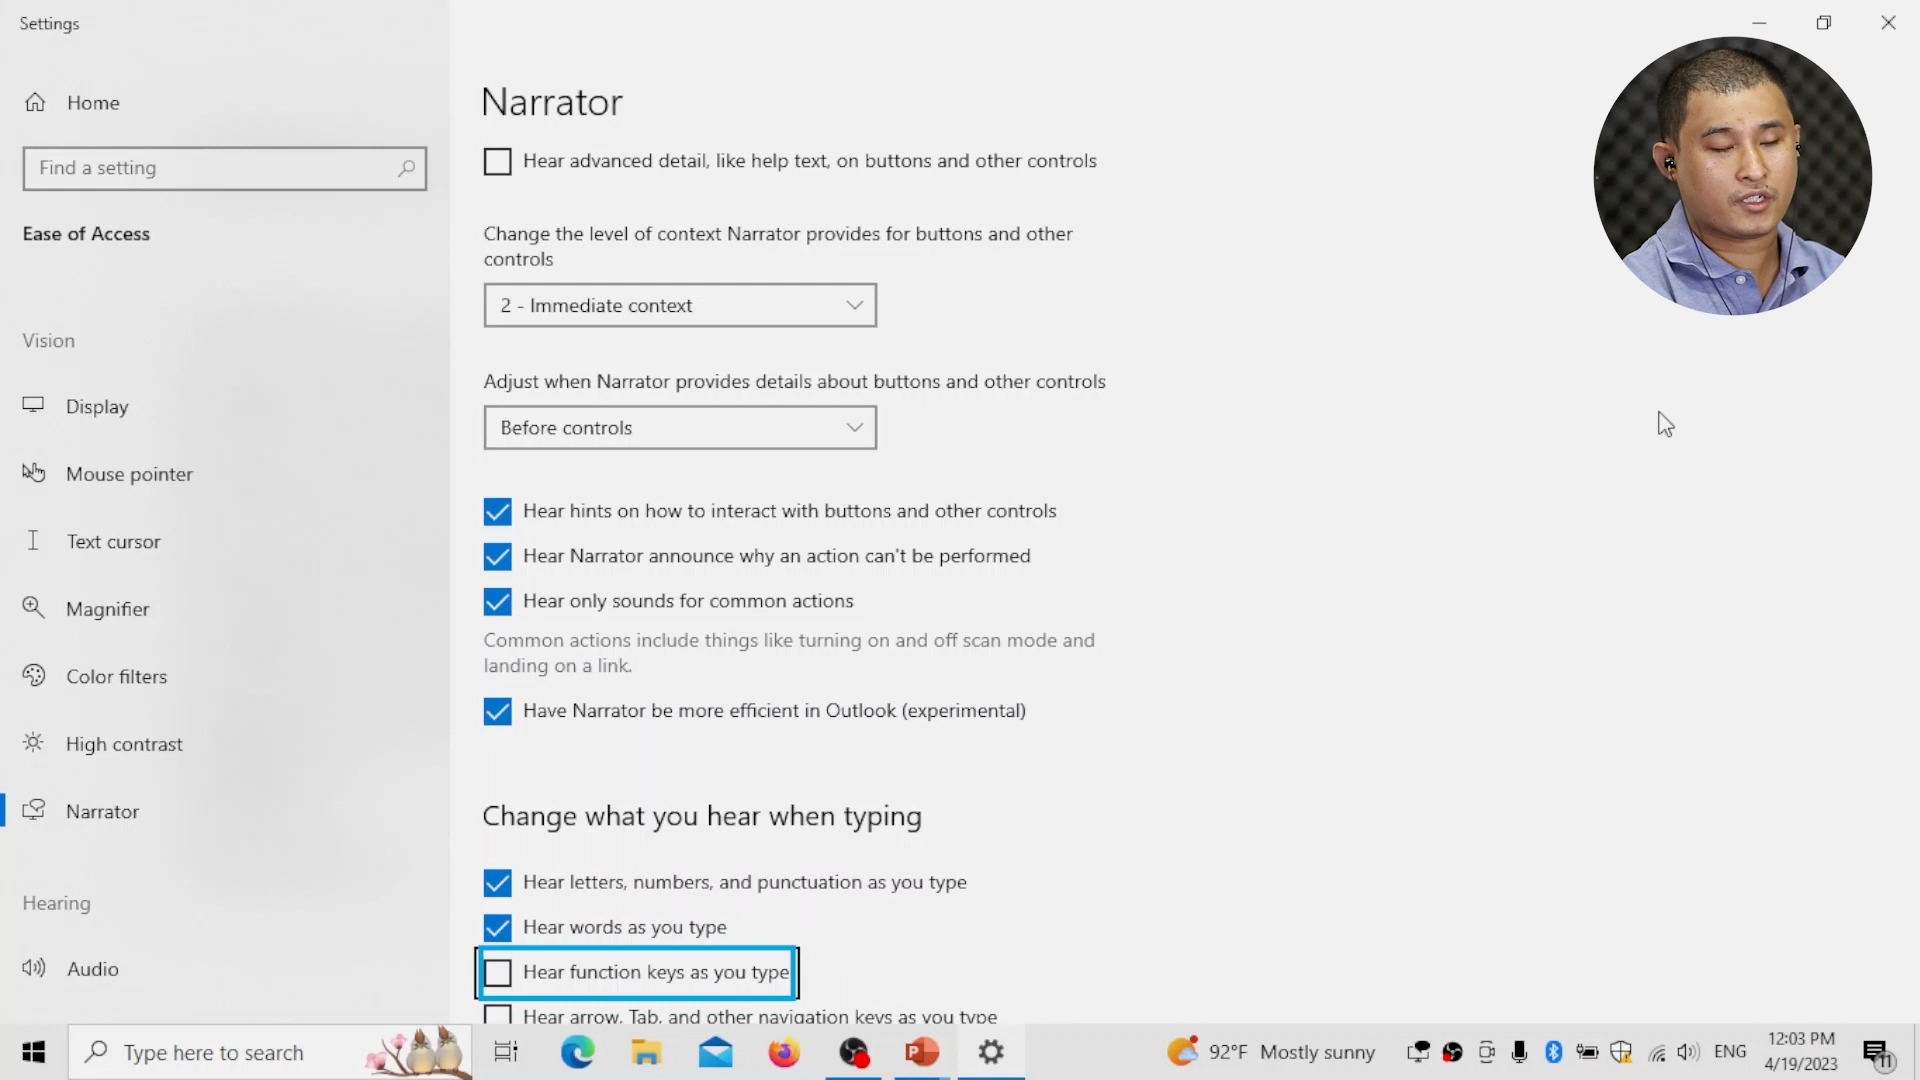 Settings
Home
Find a setting
Ease of Access
Vision
Display
Mouse pointer
Text cursor
Magnifier
Color filters
High contrast
Narrator
Hearing
Audio
Narrator
Hear advanced detail, like help text, on buttons and other controls
Change the level of context Narrator provides for buttons and other
controls
2 - Immediate context
Adjust when Narrator provides details about buttons and other controls
Before controls
Hear hints on how to interact with buttons and other controls
Hear Narrator announce why an action can't be performed
Hear only sounds for common actions
Common actions include things like turning on and off scan mode and
landing on a link.
Have Narrator be more efficient in Outlook (experimental)
Change what you hear when typing
Hear letters, numbers, and punctuation as you type
Hear words as you type
Hear function keys as you type
Hear arrow, Tab, and other navigation keys as you type
Type here to search
P
92°F Mostly sunny
ENG
12:03 PM
4/19/2023
11